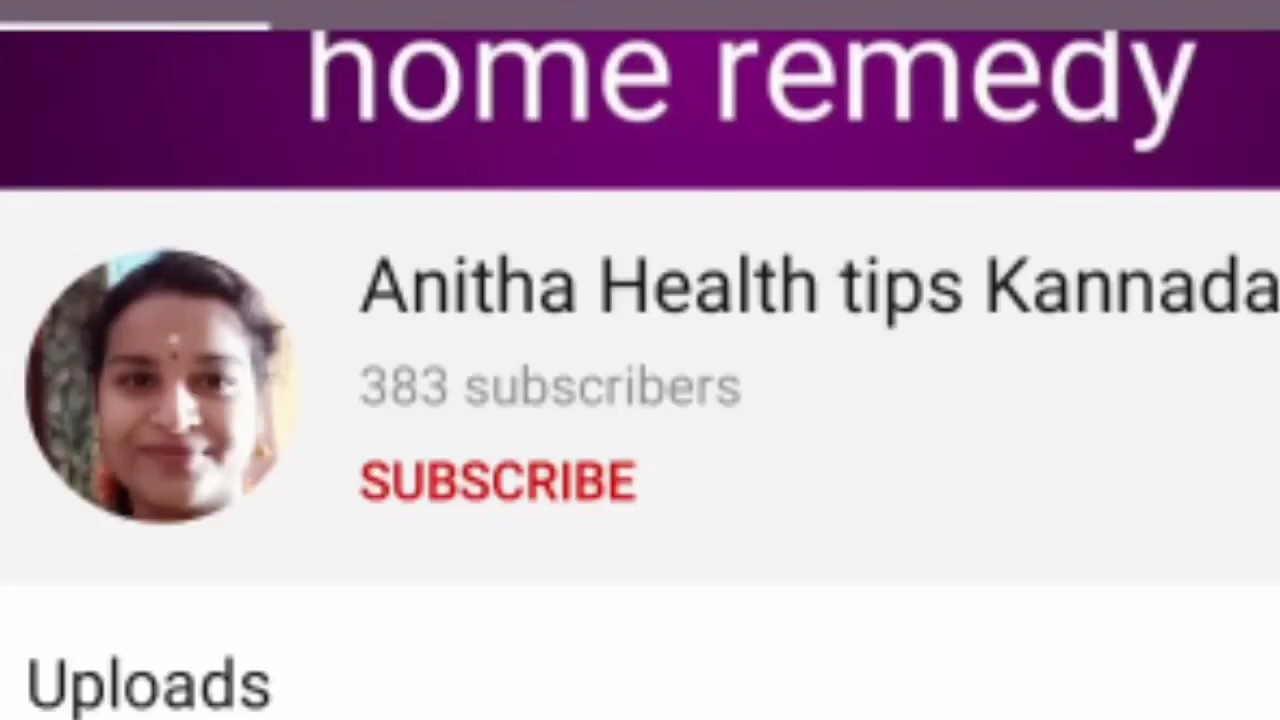 home remedy
Anitha Health tips Kannada
383 subscribers
SUBSCRIBE
Uploads